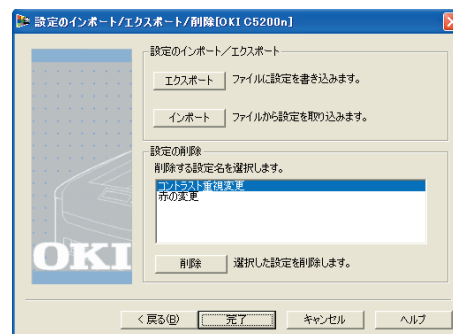 設定のインポート/エクスポート/削除[OKI C5200n]
設定のインポート／エクスポート
エクスポート ファイルに設定を書き込みます。
インポート ファイルから設定を取り込みます。
設定の削除
削除する設定名を選択します。
コントラスト重視変更
赤の変更
OKI
削除 選択した設定を削除します。
< 戻る(B) 完了 キャンセル ヘルプ